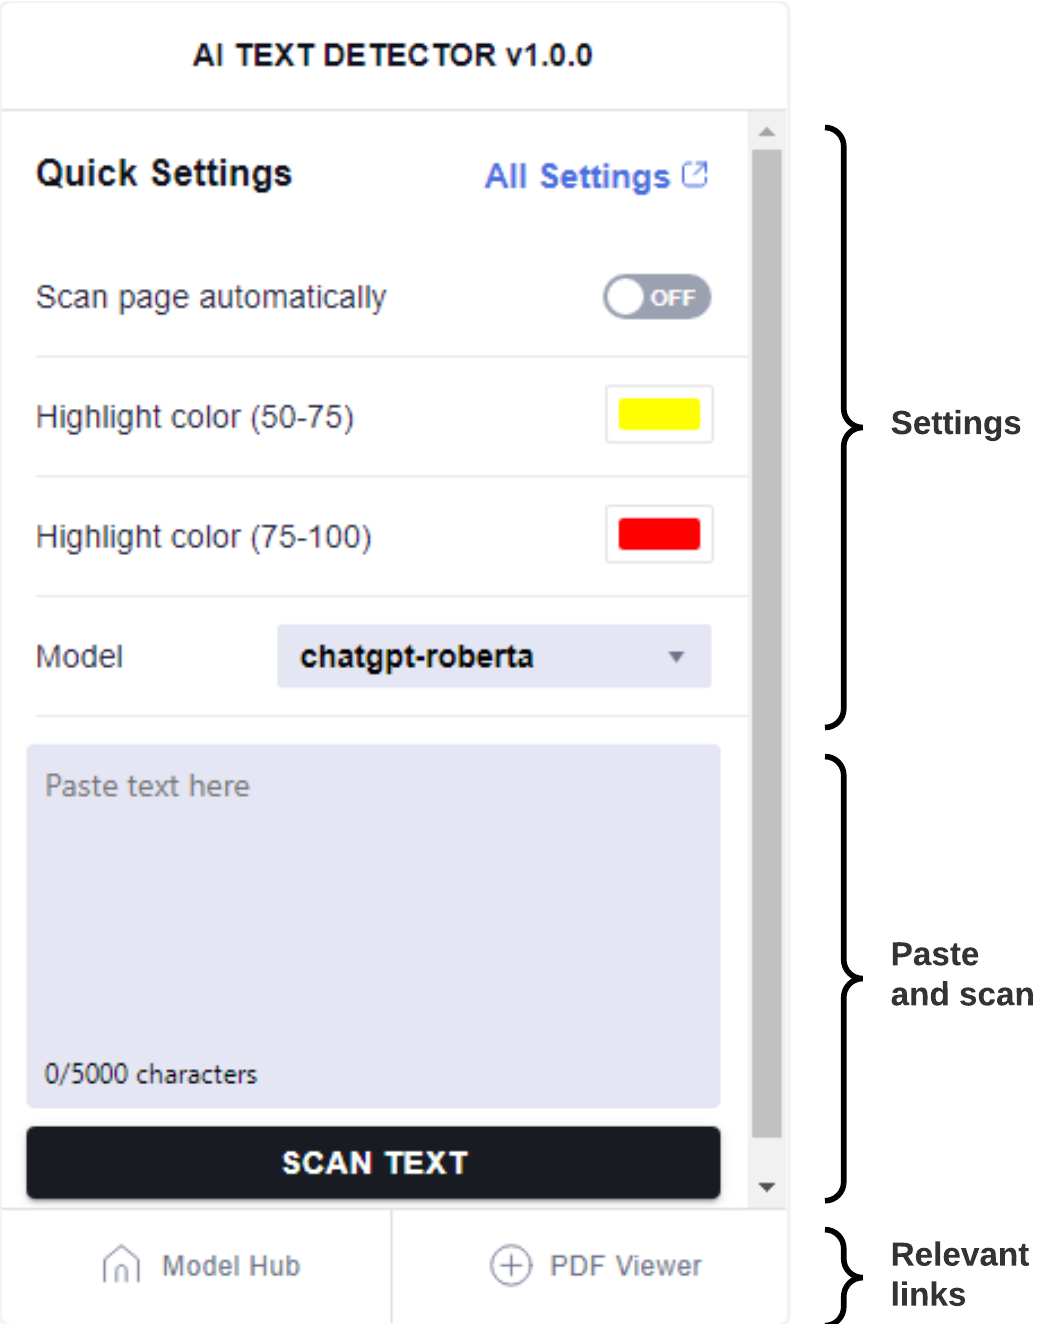 AI TEXT DETECTOR v1.0.0
Quick Settings
All Settings
Scan page automatically
OFF
Highlight color (50-75)
Highlight color (75-100)
Model
chatgpt-roberta
Settings
Paste text here
0/5000 characters
SCAN TEXT
Paste
and scan
Model Hub
PDF Viewer
Relevant
links